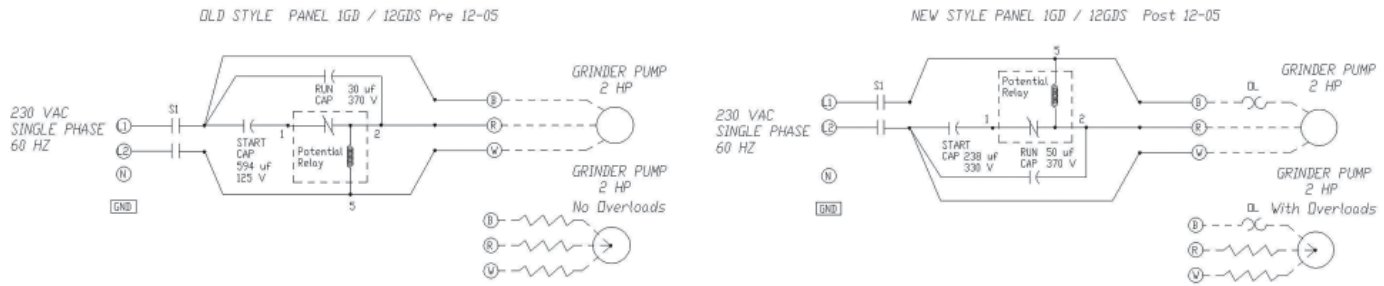 OLD STYLE PANEL 1GD / 12GDS Pre 12-05
230 VAC
SINGLE PHASE
60 HZ
L1
L2
N
GND
S1
RUN 30 uf
CAP 370 V
START
CAP
594 uf
125 V
1
2
Potential
Relay
5
B
R
W
GRINDER PUMP
2 HP
GRINDER PUMP
2 HP
No Overloads
B
R
W
NEW STYLE PANEL 1GD / 12GDS Post 12-05
230 VAC
SINGLE PHASE
60 HZ
L1
L2
N
GND
S1
5
Potential
Relay
1
2
START
CAP 238 uf
330 V
RUN 50 uf
CAP 370 V
B
R
W
OL
GRINDER PUMP
2 HP
GRINDER PUMP
2 HP
OL With Overloads
B
R
W